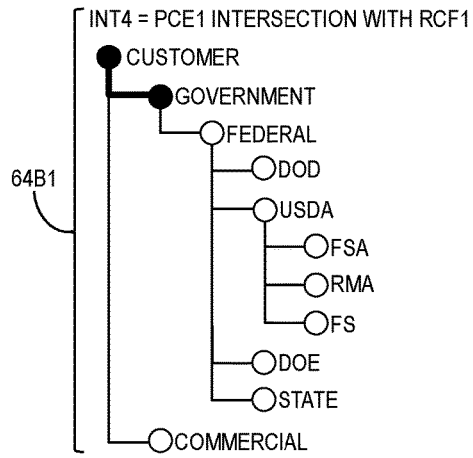 INT4 = PCE1 INTERSECTION WITH RCF1
CUSTOMER
GOVERNMENT
FEDERAL
DOD
64B1
USDA
FSA
RMA
FS
DOE
STATE
COMMERCIAL